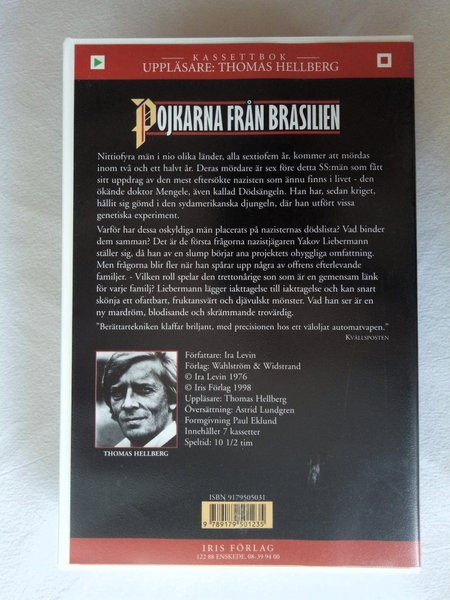 KASSETTBOK
UPPLÄSARE: THOMAS HELLBERG
POJKARNA FRÅN BRASILIEN
Nittiofyra män i nio olika länder, alla sextiofem år, kommer att mördas
inom två och ett halvt år. Deras mördare är sex före detta SS:män som fått
sitt uppdrag av den mest eftersökte nazisten som ännu finns i livet - den
ökände doktor Mengele, även kallad Dödsängeln. Han har, sedan kriget,
hållit sig gömd i den sydamerikanska djungeln, där han utfört vissa
genetiska experiment.
Varför har dessa oskyldiga män placerats på nazisternas dödslista? Vad binder
dem samman? Det är de första frågorna nazistjägaren Yakov Liebermann
ställer sig, då han av en slump börjar ana projektets ohyggliga omfattning.
Men frågorna blir fler när han spårar upp några av offrens efterlevande
familjer. - Vilken roll spelar den trettonårige son som är en gemensam länk
för varje familj? Liebermann lägger iakttagelse till iakttagelse och kan snart
skönja ett ofattbart, fruktansvärt och djävulskt mönster. Vad han ser är en
ny mardröm, blodisande och skrämmande trovärdig.
"Berättartekniken klaffar briljant, med precisionen hos ett väloljat automatvapen."
KVÄLLSPOSTEN
Författare: Ira Levin
Förlag: Wahlström & Widstrand
© Ira Levin 1976
© Iris Förlag 1998
Uppläsare: Thomas Hellberg
Översättning: Astrid Lundgren
Formgivning Paul Eklund
Innehåller 7 kassetter
Speltid: 10 1/2 tim
THOMAS HELLBERG
ISBN 9179505031
9 789179 501235
IRIS FÖRLAG
122 88 ENSKEDE, 08-39 94 00